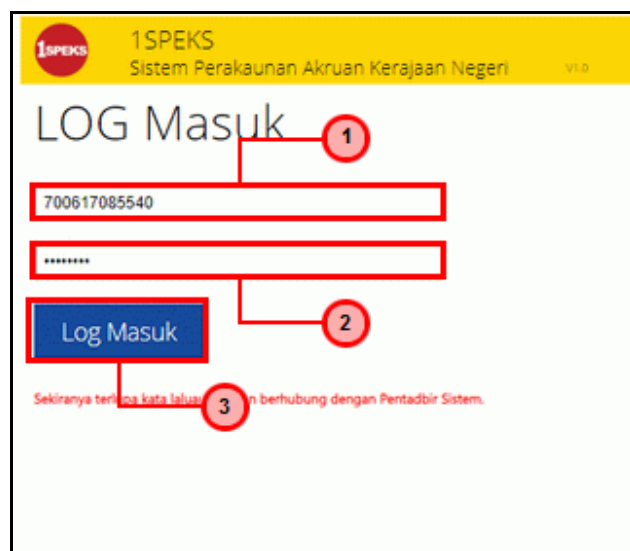 1SPEKS
1SPEKS
Sistem Perakaunan Akruan Kerajaan Negeri V1.0
LOG Masuk
1
700617085540
••••••••
2
Log Masuk
Sekiranya kata berhubung dengan Pentadbir Sistem.
3